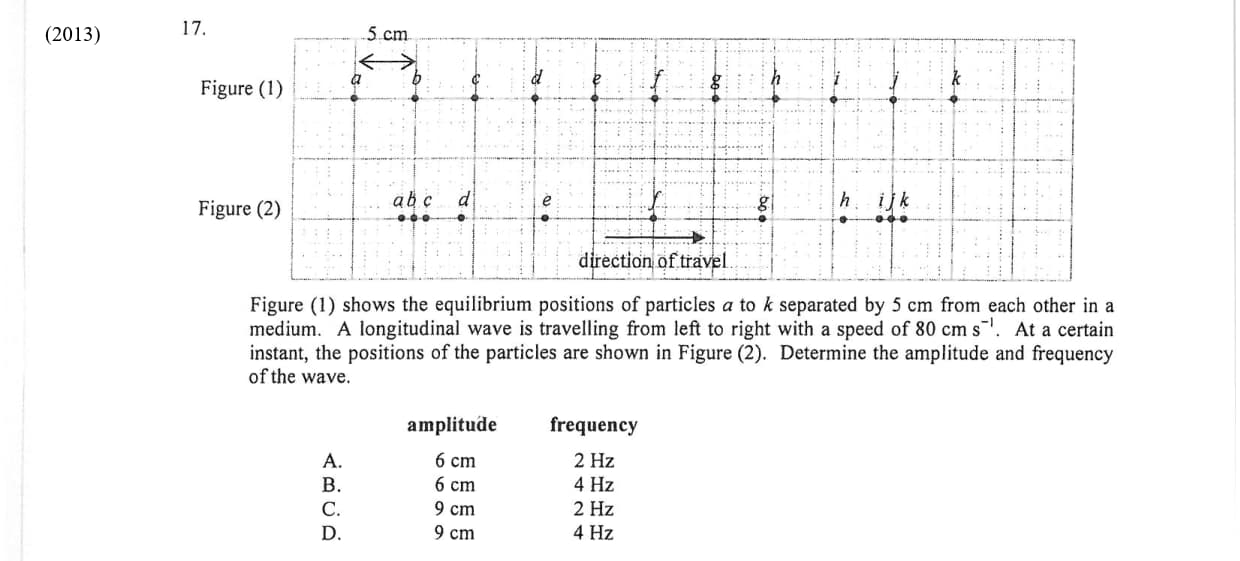 (2013)
17.
5 cm
Figure (1)
a b c d e f g h i j k
Figure (2)
a b c d e f g h i j k
direction of travel
Figure (1) shows the equilibrium positions of particles a to k separated by 5 cm from each other in a
medium. A longitudinal wave is travelling from left to right with a speed of 80 cm s⁻¹. At a certain
instant, the positions of the particles are shown in Figure (2). Determine the amplitude and frequency
of the wave.
amplitude frequency
A. 6 cm 2 Hz
B. 6 cm 4 Hz
C. 9 cm 2 Hz
D. 9 cm 4 Hz